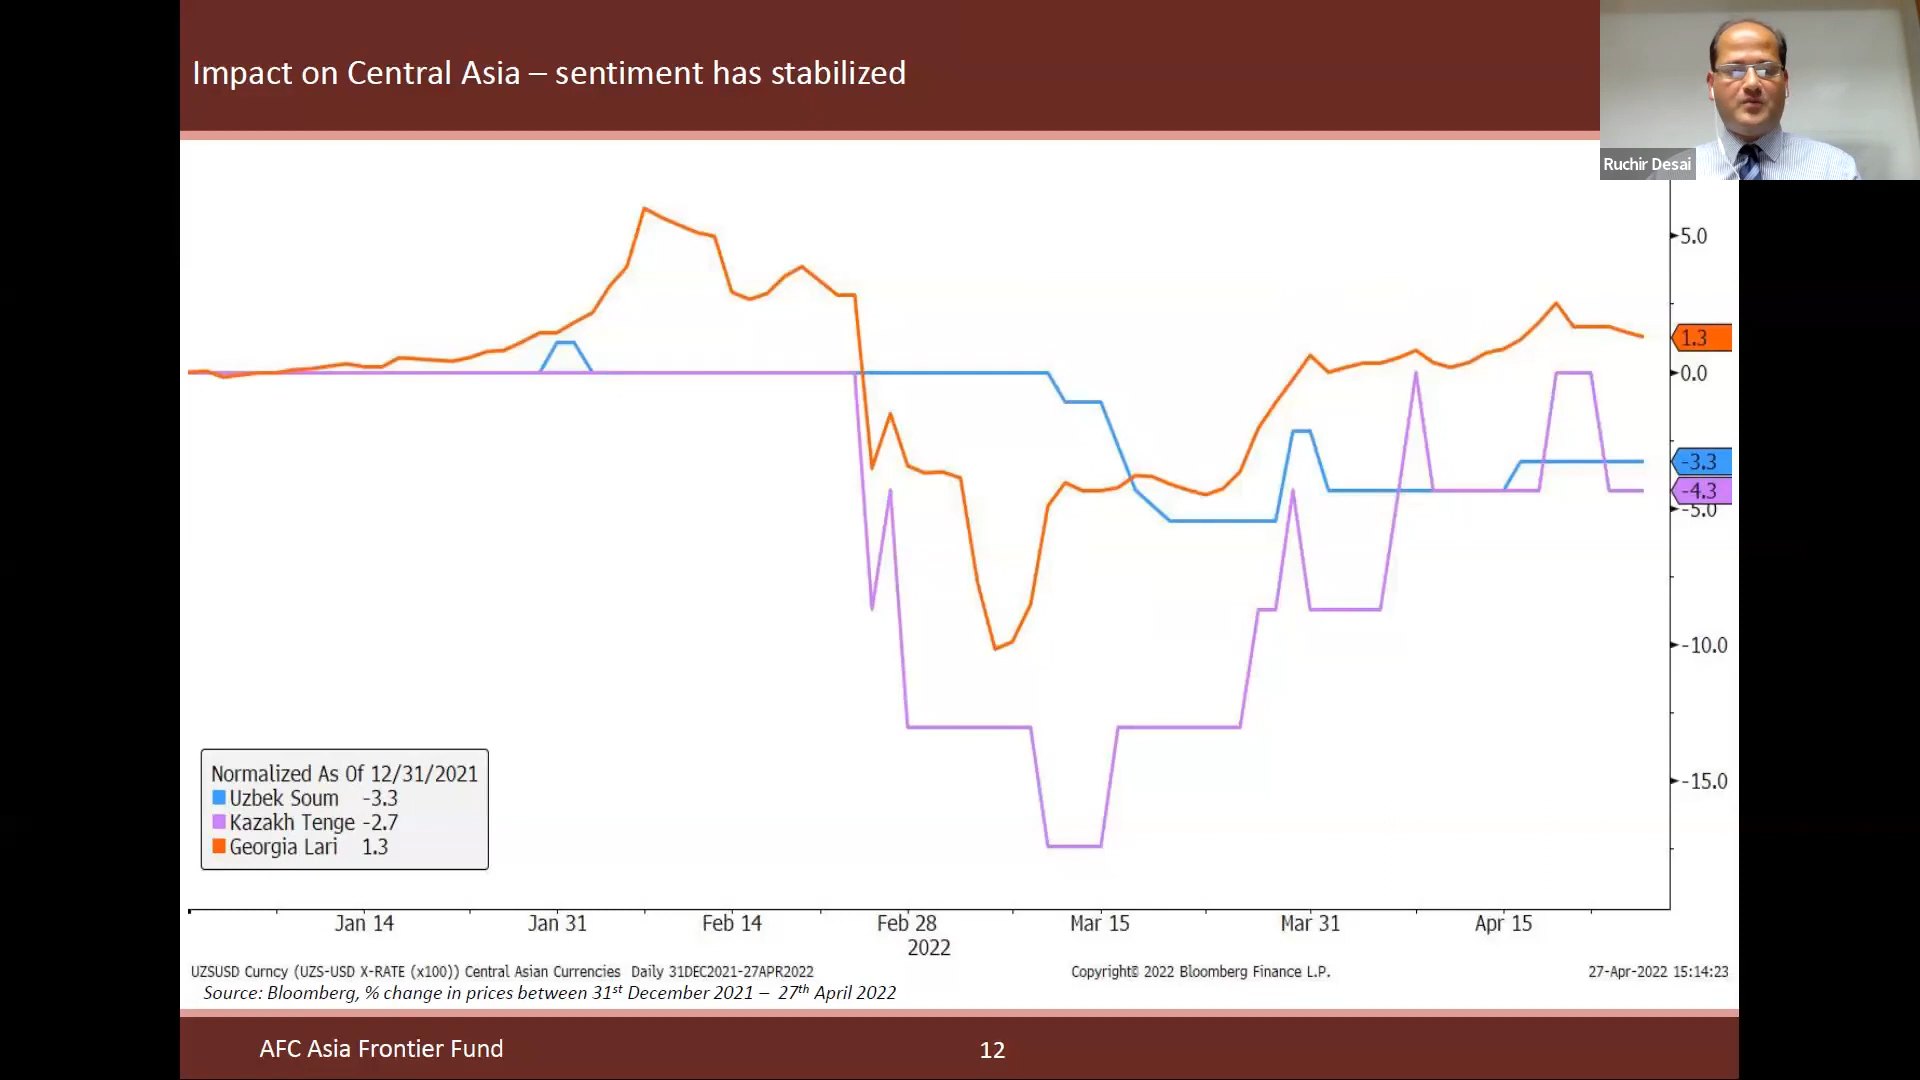 Impact on Central Asia – sentiment has stabilized
Ruchir Desai
5.0
1.3
0.0
-3.3
-4.3
-5.0
-10.0
-15.0
Normalized As Of 12/31/2021
Uzbek Soum -3.3
Kazakh Tenge -2.7
Georgia Lari 1.3
Jan 14 Jan 31 Feb 14 Feb 28 Mar 15 Mar 31 Apr 15
2022
UZSUSD Curncy (UZS-USD X-RATE (x100)) Central Asian Currencies Daily 31DEC2021-27APR2022 Copyright© 2022 Bloomberg Finance L.P. 27-Apr-2022 15:14:23
Source: Bloomberg, % change in prices between 31st December 2021 – 27th April 2022
AFC Asia Frontier Fund 12